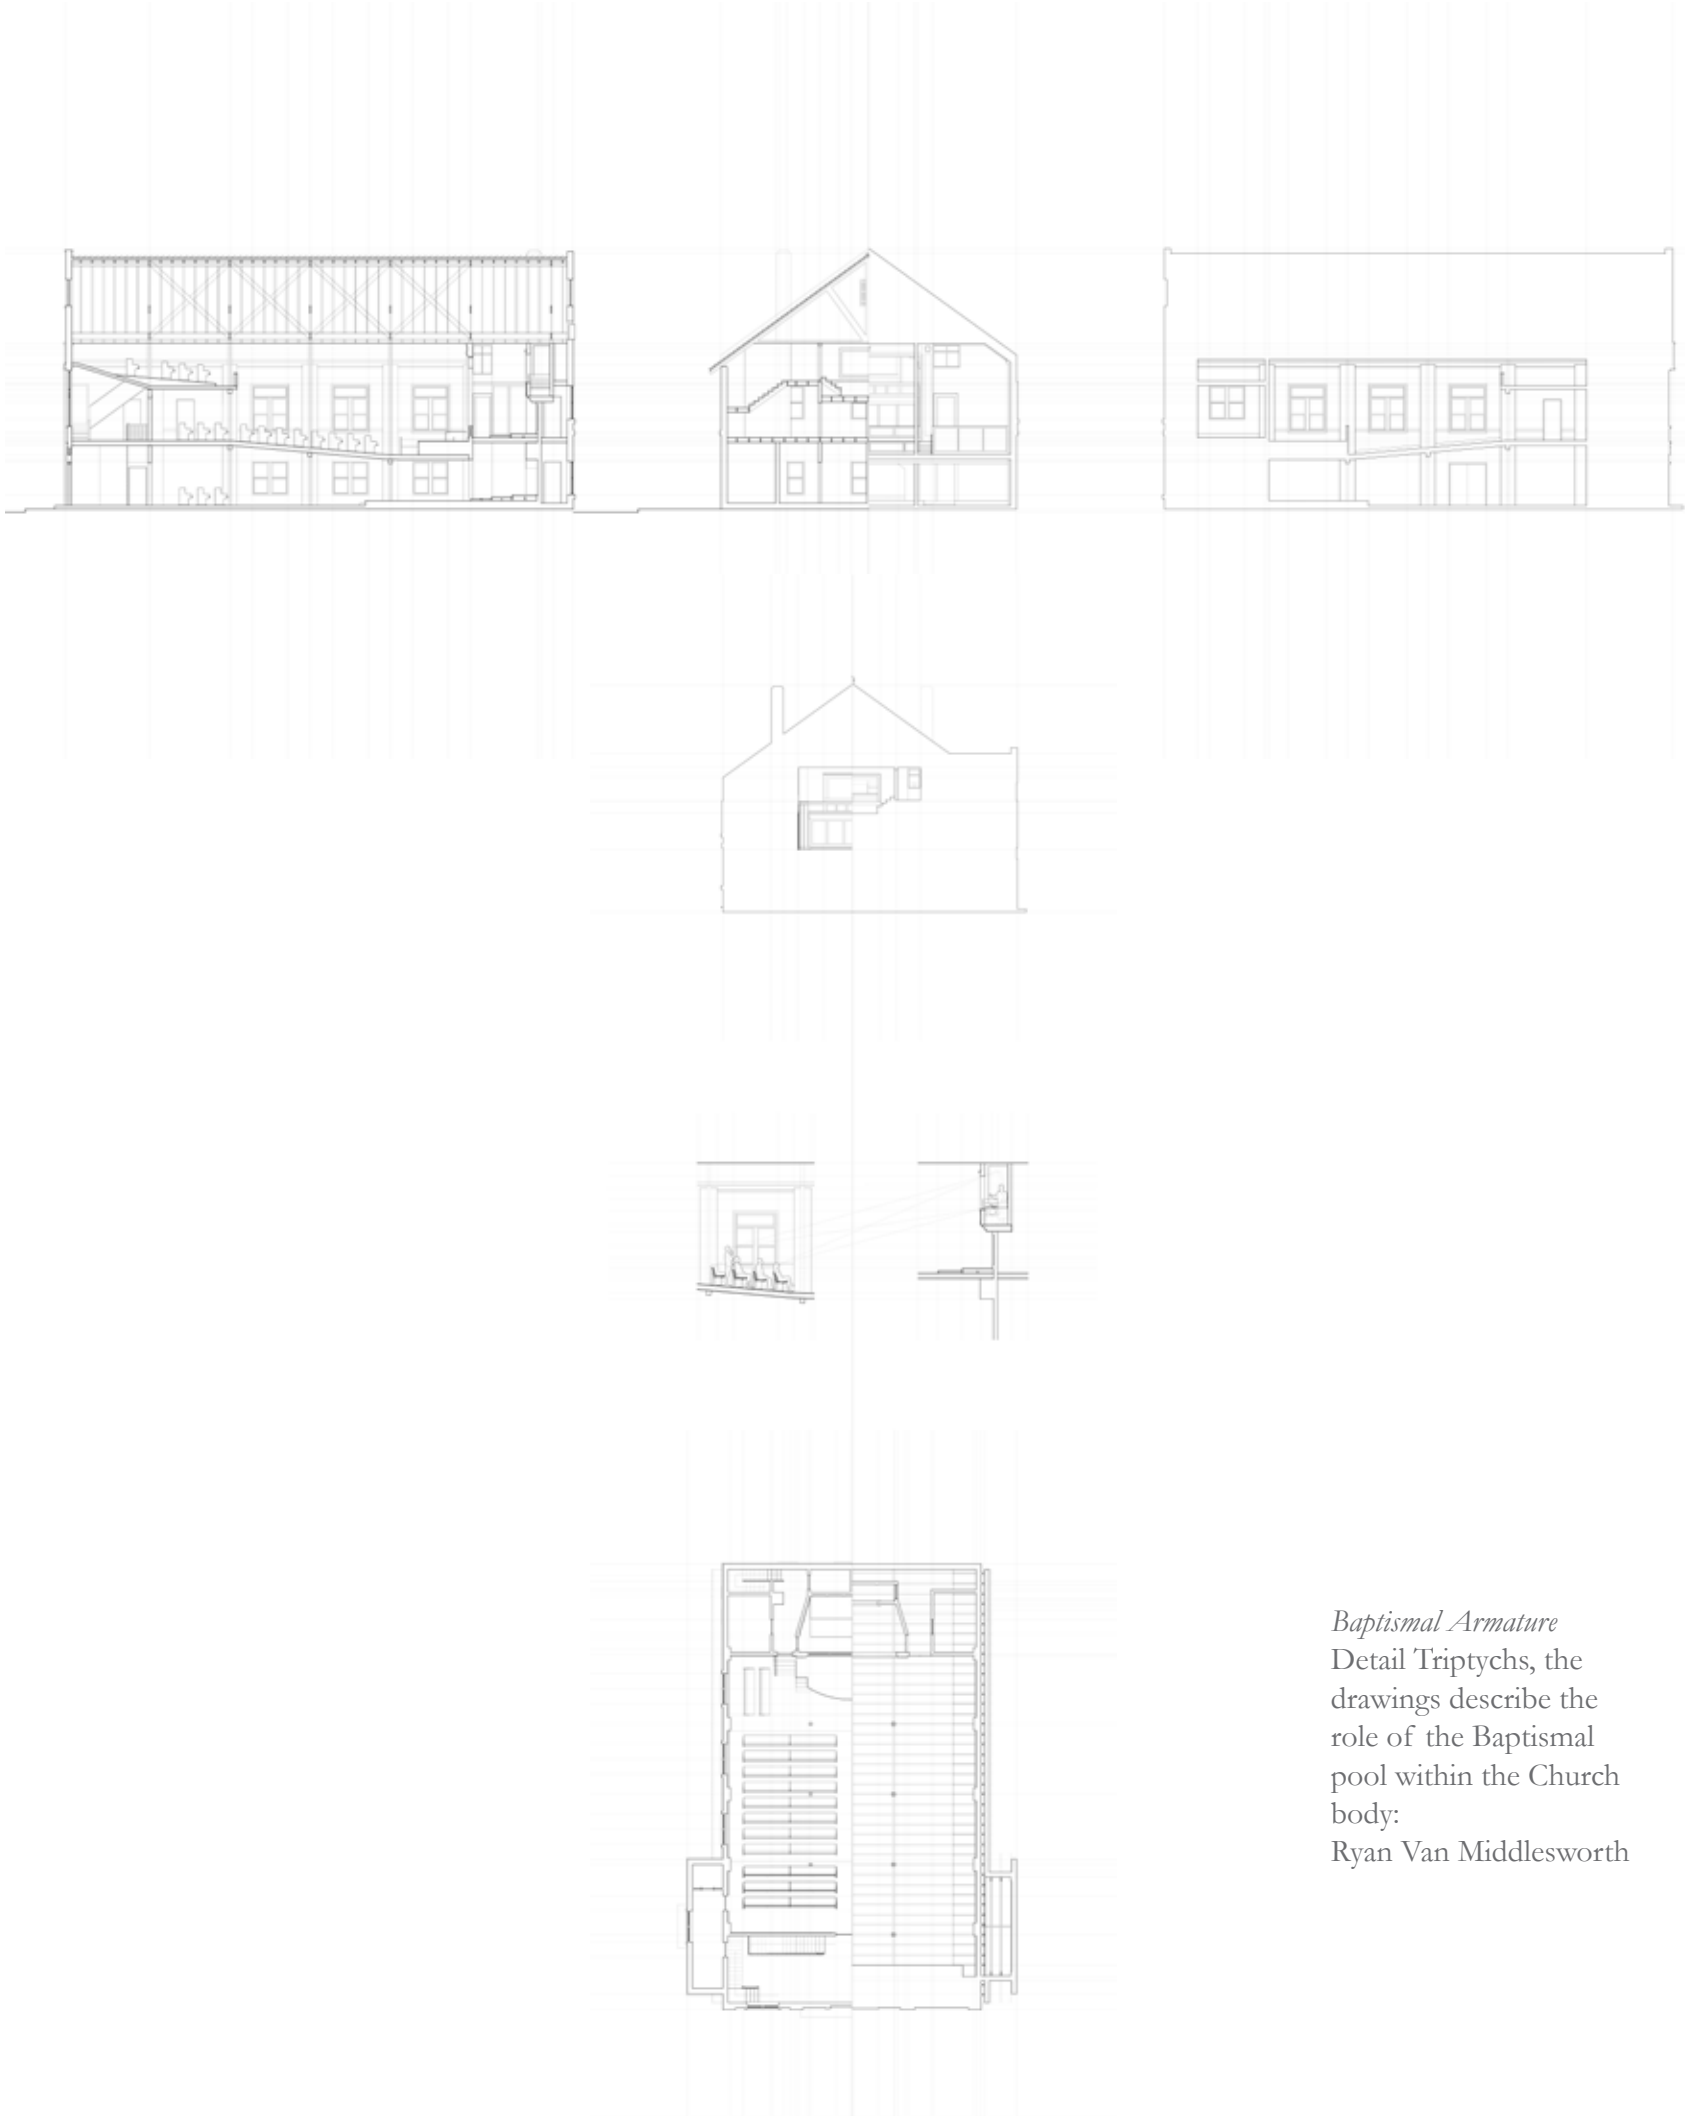 Baptismal Armature
Detail Triptychs, the
drawings describe the
role of the Baptismal
pool within the Church
body:
Ryan Van Middlesworth